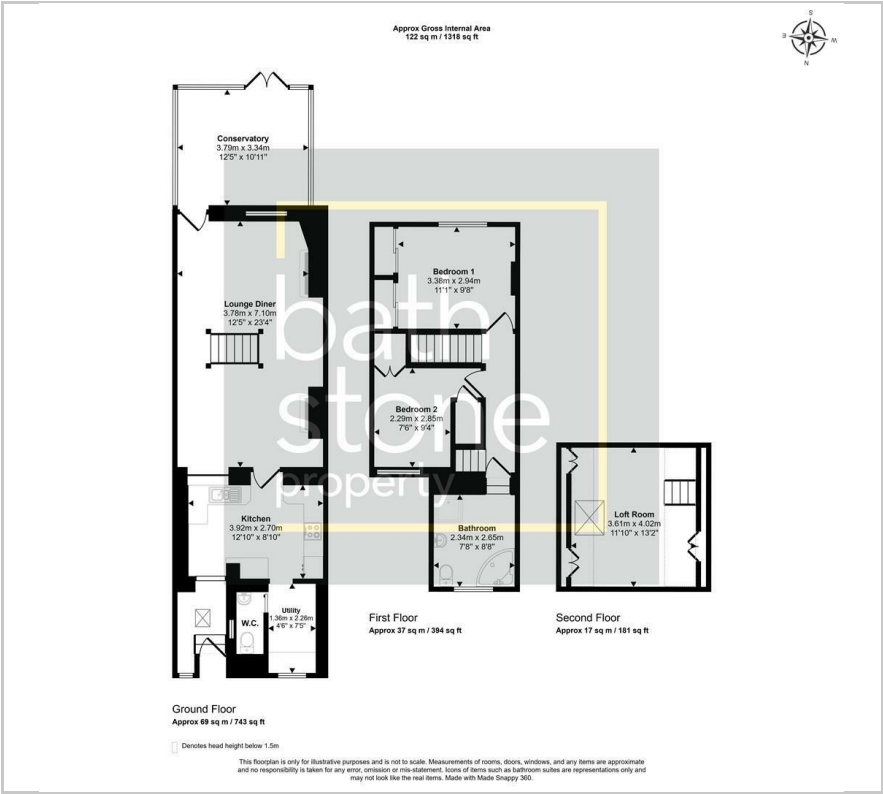 Approx Gross Internal Area
122 sq m / 1318 sq ft
S
E
W
N
Conservatory
3.79m x 3.34m
12'5" x 10'11"
Lounge Diner
3.78m x 7.10m
12'5" x 23'4"
Kitchen
3.92m x 2.70m
12'10" x 8'10"
W.C.
Utility
1.36m x 2.26m
4'6" x 7'5"
Ground Floor
Approx 69 sq m / 743 sq ft
Bedroom 1
3.38m x 2.94m
11'1" x 9'8"
Bedroom 2
2.29m x 2.85m
7'6" x 9'4"
Bathroom
2.34m x 2.65m
7'8" x 8'8"
First Floor
Approx 37 sq m / 394 sq ft
Loft Room
3.61m x 4.02m
11'10" x 13'2"
Second Floor
Approx 17 sq m / 181 sq ft
bath
stone
property
Denotes head height below 1.5m
This floorplan is only for illustrative purposes and is not to scale. Measurements of rooms, doors, windows, and any items are approximate
and no responsibility is taken for any error, omission or mis-statement. Icons of items such as bathroom suites are representations only and
may not look like the real items. Made with Made Snappy 360.